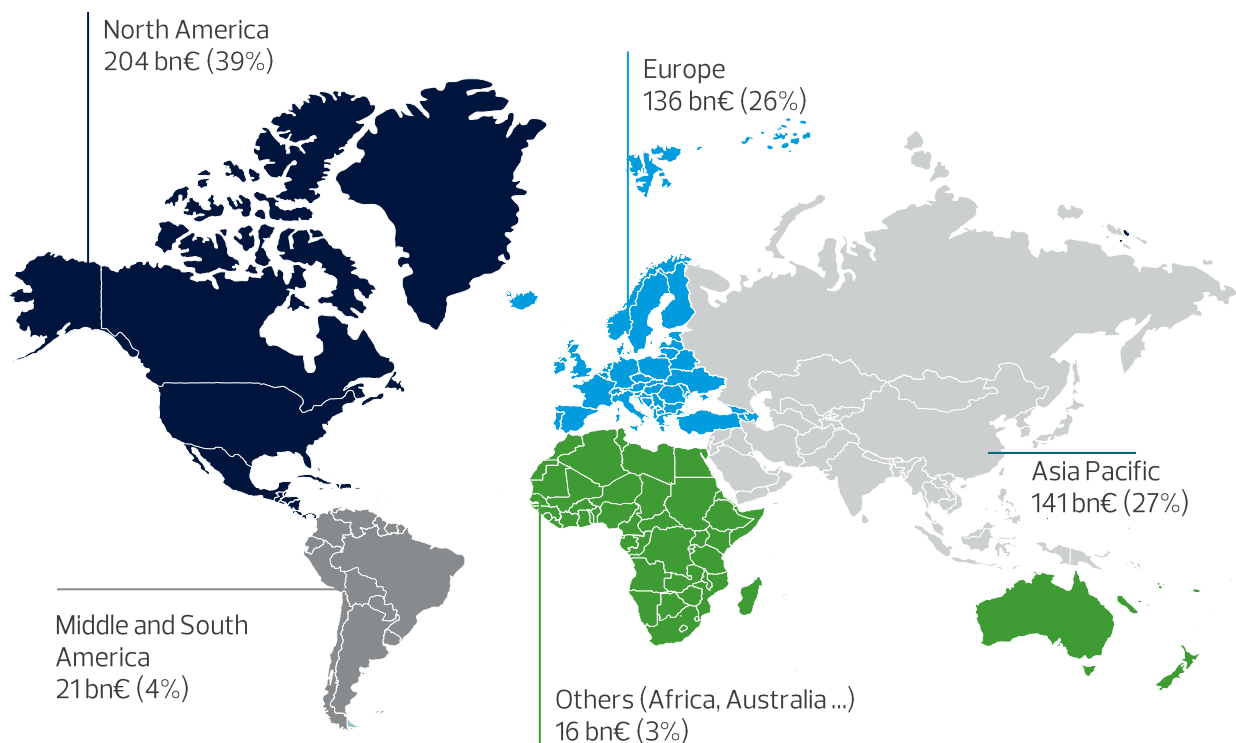 North America
204 bn€ (39%)
Europe
136 bn€ (26%)
Asia Pacific
141 bn€ (27%)
Middle and South
America
21 bn€ (4%)
Others (Africa, Australia ...)
16 bn€ (3%)